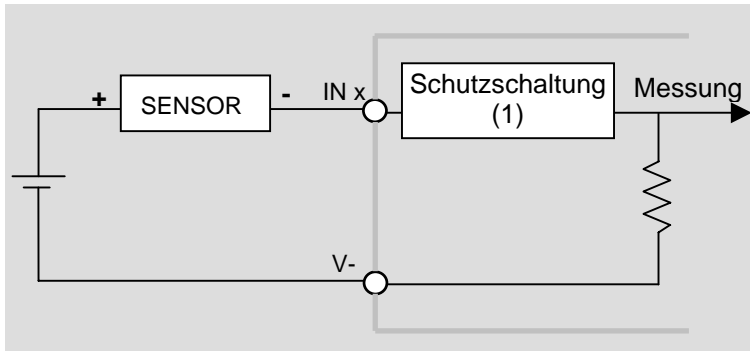 + SENSOR - IN x Schutzschaltung Messung
(1)
V-